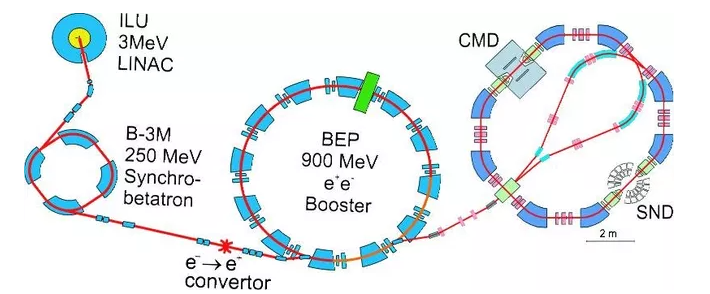 ILU
3MeV
LINAC
B-3M
250 MeV
Synchro-
betatron
e⁻→e⁺
convertor
BEP
900 MeV
e⁺e⁻
Booster
CMD
SND
2 m